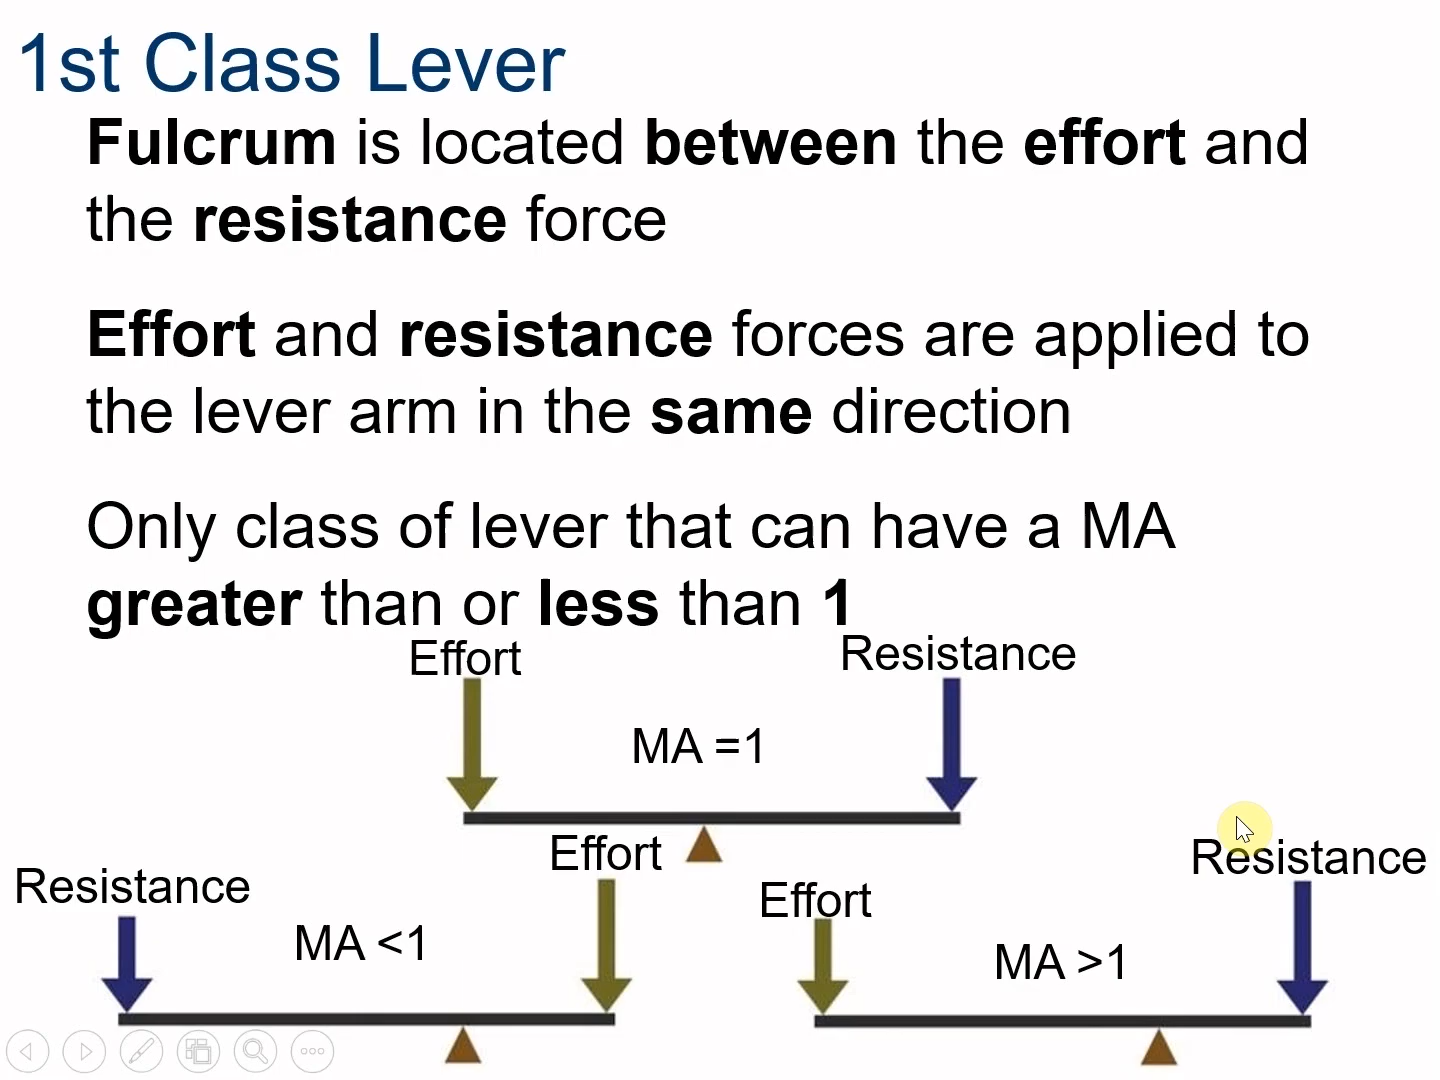 1st Class Lever
Fulcrum is located between the effort and
the resistance force
Effort and resistance forces are applied to
the lever arm in the same direction
Only class of lever that can have a MA
greater than or less than 1
Effort
Resistance
MA =1
Resistance
Effort
MA <1
Effort
Resistance
MA >1